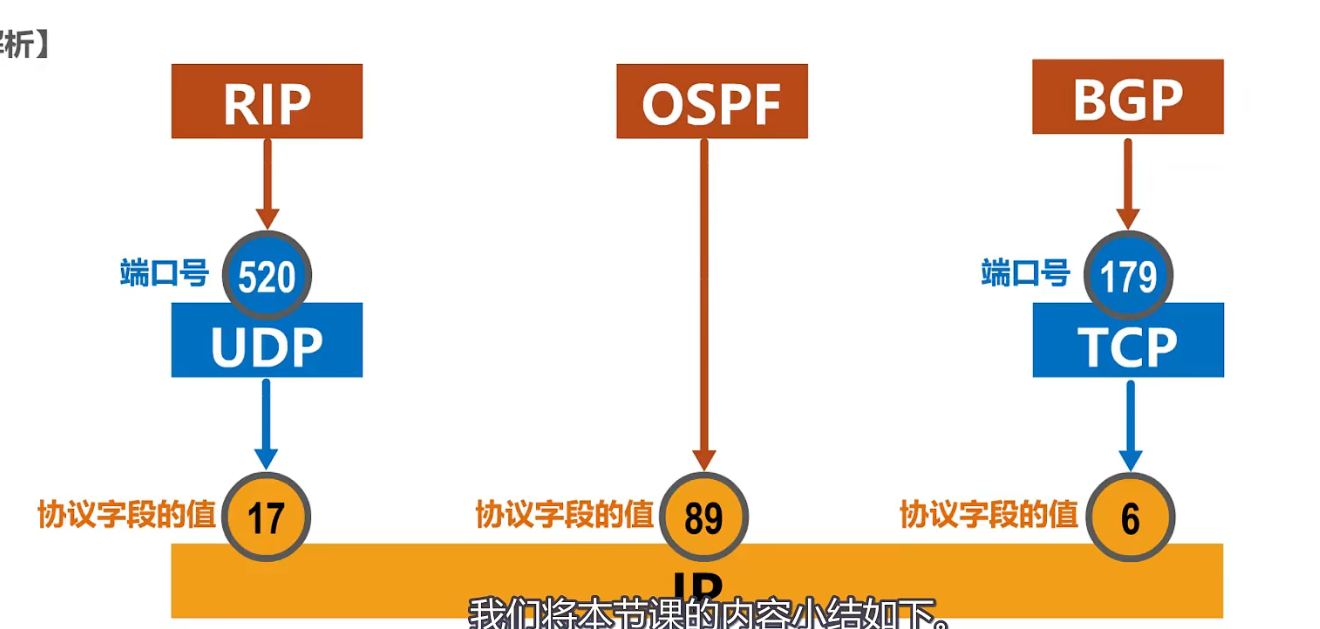 解析】
RIP
OSPF
BGP
端口号
520
端口号
179
UDP
TCP
协议字段的值
17
协议字段的值
89
协议字段的值
6
IP
我们将本节课的内容小结如下。